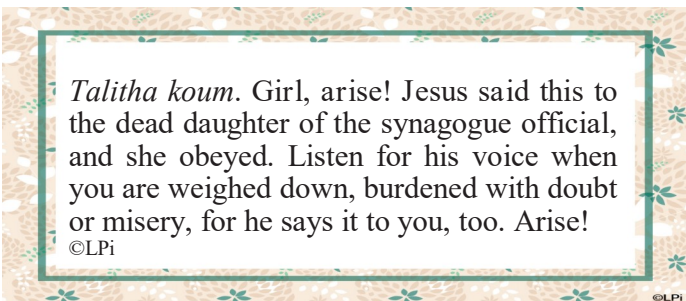 Talitha koum. Girl, arise! Jesus said this to
the dead daughter of the synagogue official,
and she obeyed. Listen for his voice when
you are weighed down, burdened with doubt
or misery, for he says it to you, too. Arise!
©LPi
©LPi